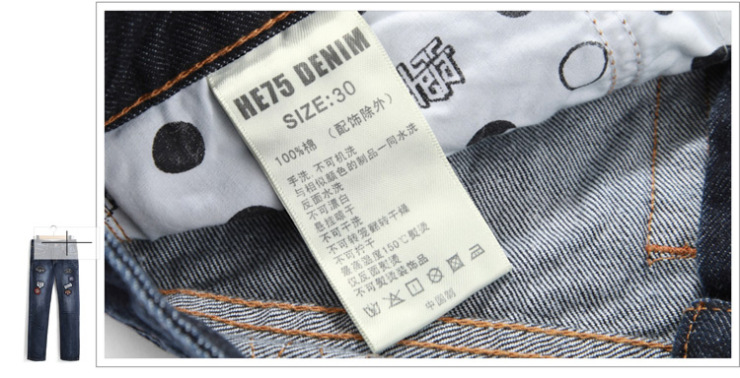 HE75 DENIM
SIZE:30
100%棉 (配饰除外)
手洗,不可机洗
与相似颜色的制品一同水洗
反面水洗
不可漂白
悬挂晾干
不可干洗
不可转笼翻转干燥
不可拧干
最高温度150℃熨烫
仅反面熨烫
不可熨烫装饰品
中国制